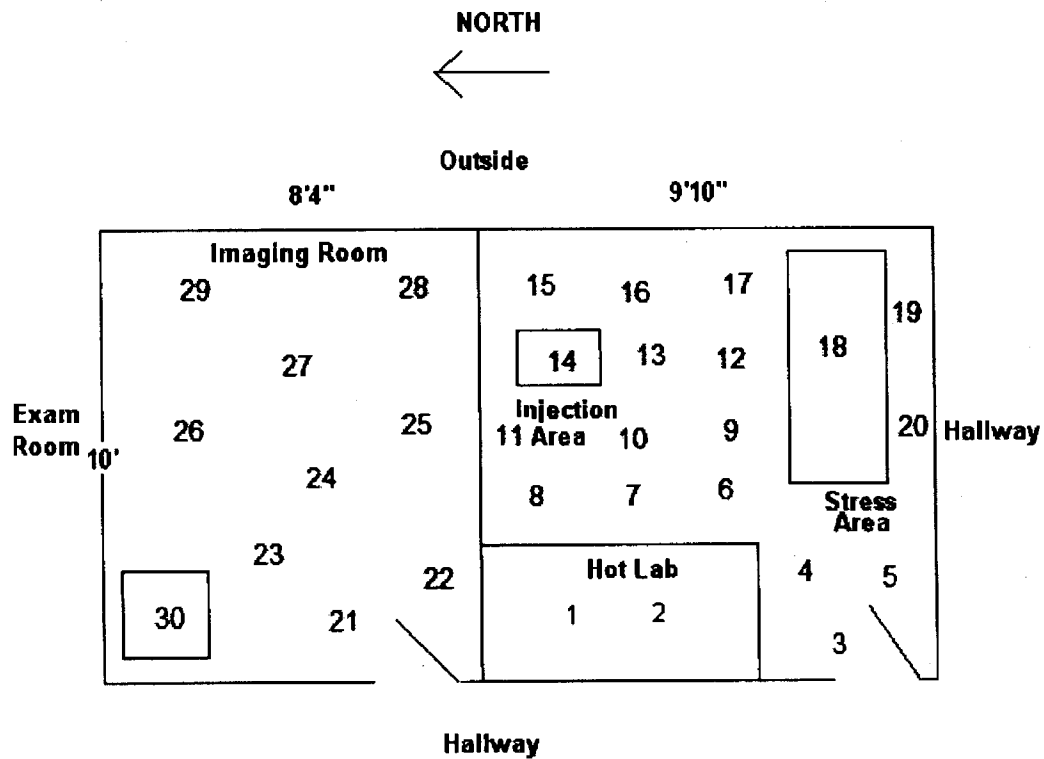 NORTH
Outside
8'4"
9'10"
Imaging Room
29
28
15
16
17
19
27
14
13
12
18
Exam
Room
10'
26
25
Injection
Area
11
10
9
20
Hallway
24
8
7
6
Stress
Area
23
22
Hot Lab
4
5
30
21
1
2
3
Hallway